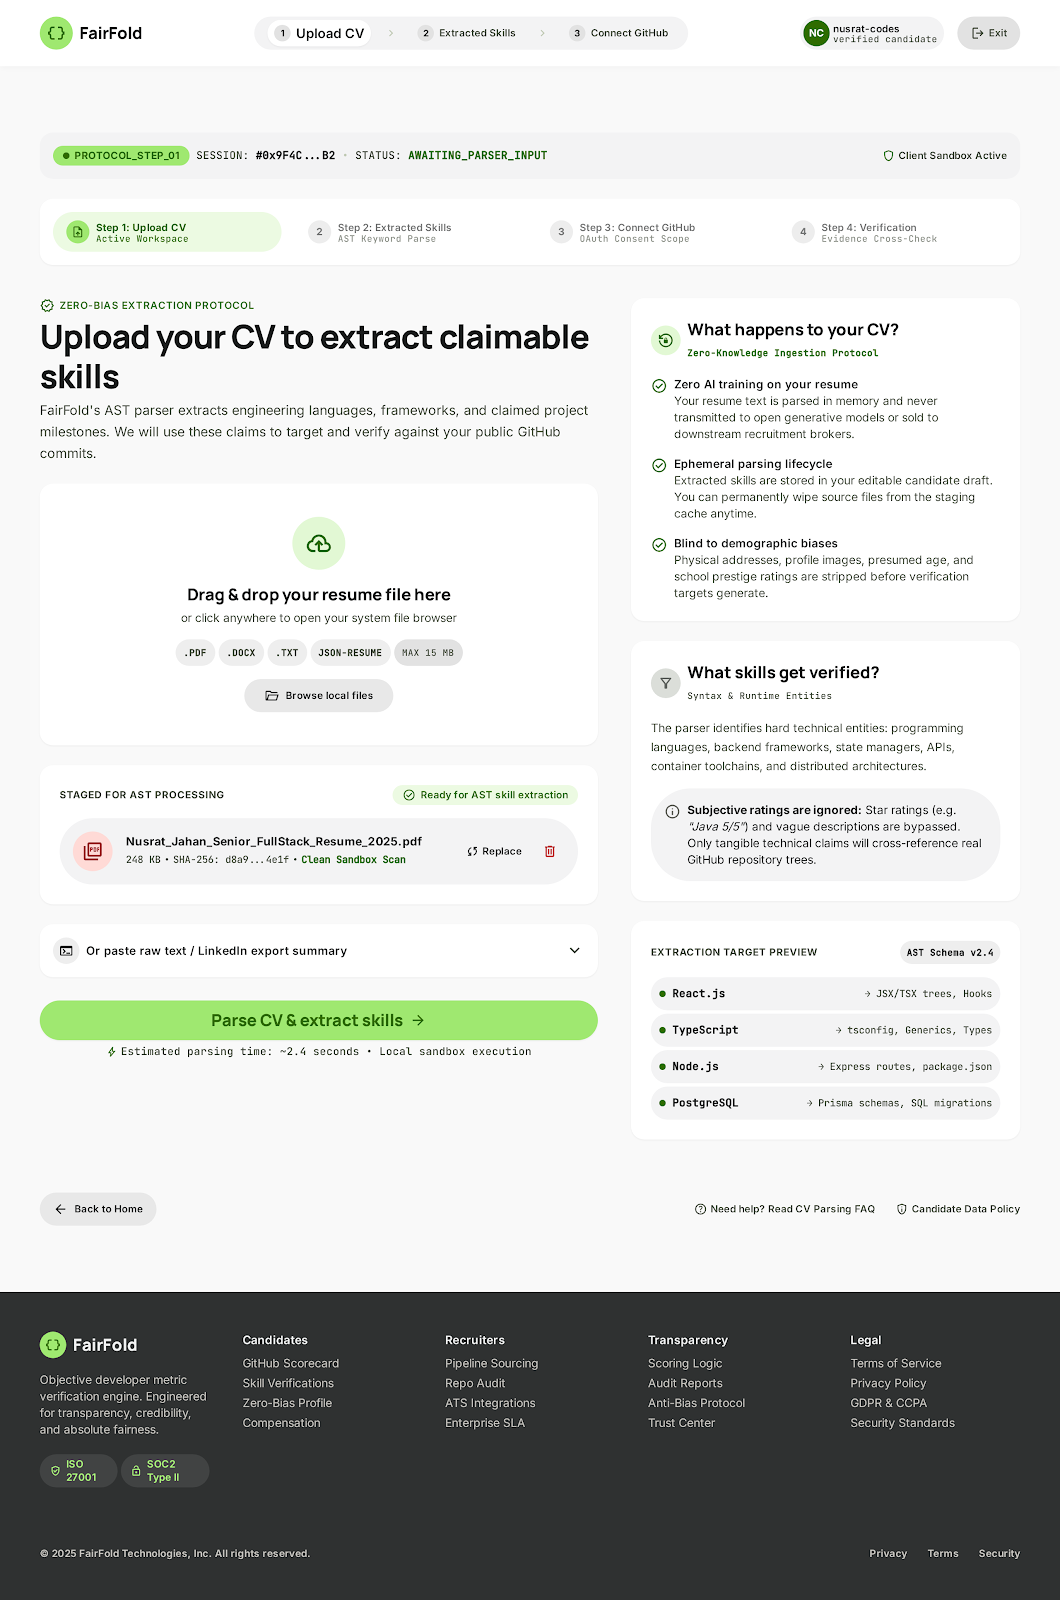 FairFold
1 Upload CV
2 Extracted Skills
3 Connect GitHub
NC
nusrat-codes
verified candidate
Exit
PROTOCOL_STEP_01 SESSION: #0x9F4C...B2 • STATUS: AWAITING_PARSER_INPUT
Client Sandbox Active
Step 1: Upload CV
Active Workspace
2
Step 2: Extracted Skills
AST Keyword Parse
3
Step 3: Connect GitHub
OAuth Consent Scope
4
Step 4: Verification
Evidence Cross-Check
ZERO-BIAS EXTRACTION PROTOCOL
Upload your CV to extract claimable
skills
FairFold's AST parser extracts engineering languages, frameworks, and claimed project
milestones. We will use these claims to target and verify against your public GitHub
commits.
Drag & drop your resume file here
or click anywhere to open your system file browser
.PDF .DOCX .TXT JSON-RESUME MAX 15 MB
Browse local files
STAGED FOR AST PROCESSING
Ready for AST skill extraction
PDF
Nusrat_Jahan_Senior_FullStack_Resume_2025.pdf
248 KB • SHA-256: d8a9...4e1f • Clean Sandbox Scan
Replace
Or paste raw text / LinkedIn export summary
Parse CV & extract skills →
Estimated parsing time: ~2.4 seconds • Local sandbox execution
What happens to your CV?
Zero-Knowledge Ingestion Protocol
Zero AI training on your resume
Your resume text is parsed in memory and never
transmitted to open generative models or sold to
downstream recruitment brokers.
Ephemeral parsing lifecycle
Extracted skills are stored in your editable candidate draft.
You can permanently wipe source files from the staging
cache anytime.
Blind to demographic biases
Physical addresses, profile images, presumed age, and
school prestige ratings are stripped before verification
targets generate.
What skills get verified?
Syntax & Runtime Entities
The parser identifies hard technical entities: programming
languages, backend frameworks, state managers, APIs,
container toolchains, and distributed architectures.
Subjective ratings are ignored: Star ratings (e.g.
"Java 5/5") and vague descriptions are bypassed.
Only tangible technical claims will cross-reference real
GitHub repository trees.
EXTRACTION TARGET PREVIEW
AST Schema v2.4
React.js → JSX/TSX trees, Hooks
TypeScript → tsconfig, Generics, Types
Node.js → Express routes, package.json
PostgreSQL → Prisma schemas, SQL migrations
← Back to Home
Need help? Read CV Parsing FAQ
Candidate Data Policy
FairFold
Objective developer metric
verification engine. Engineered
for transparency, credibility,
and absolute fairness.
ISO
27001
SOC2
Type II
Candidates
GitHub Scorecard
Skill Verifications
Zero-Bias Profile
Compensation
Recruiters
Pipeline Sourcing
Repo Audit
ATS Integrations
Enterprise SLA
Transparency
Scoring Logic
Audit Reports
Anti-Bias Protocol
Trust Center
Legal
Terms of Service
Privacy Policy
GDPR & CCPA
Security Standards
© 2025 FairFold Technologies, Inc. All rights reserved.
Privacy Terms Security